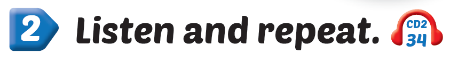 2 Listen and repeat. CD2
34